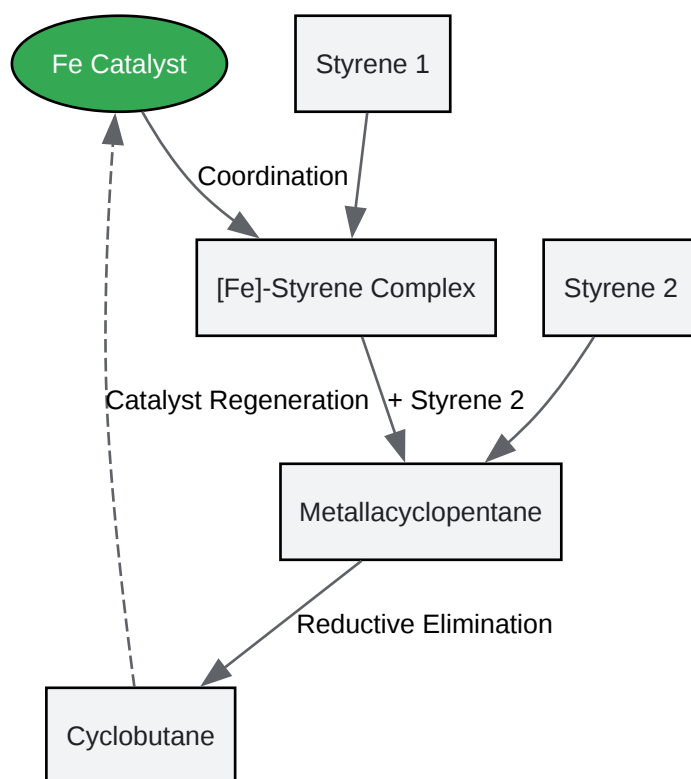 Fe Catalyst
Styrene 1
Coordination
[Fe]-Styrene Complex
Styrene 2
Catalyst Regeneration
+ Styrene 2
Metallacyclopentane
Reductive Elimination
Cyclobutane